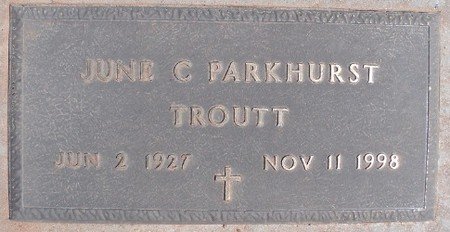 JUNE C PARKHURST
TROUTT
JUN 2 1927 NOV 11 1998